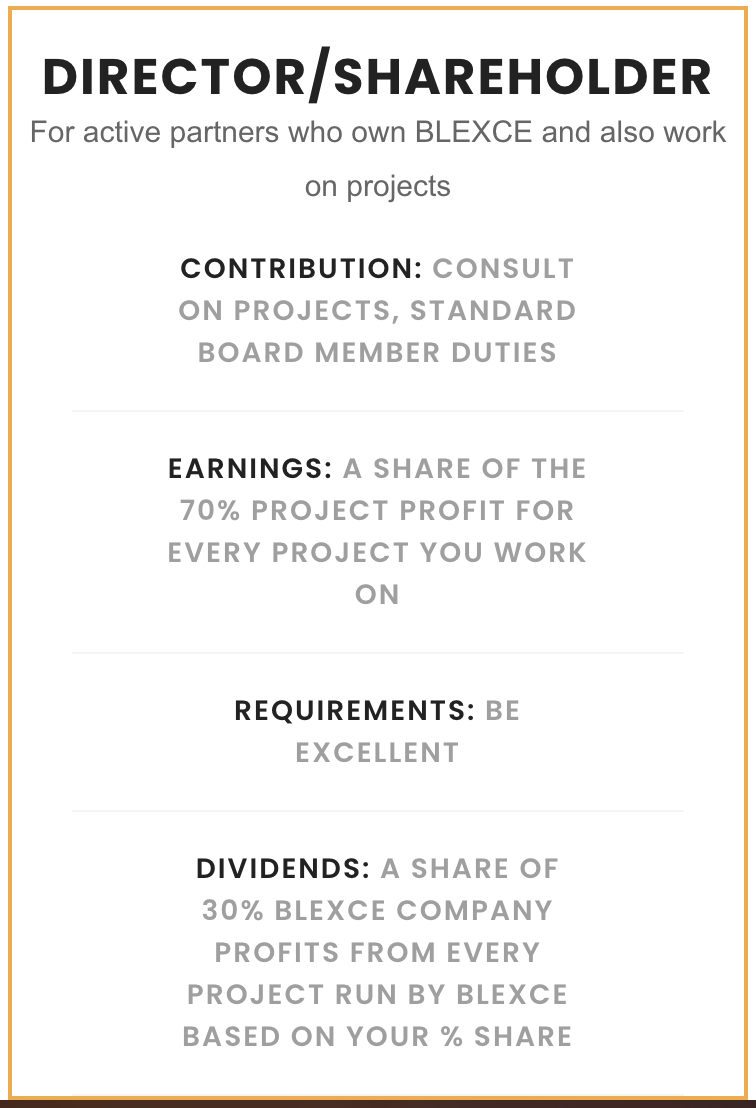 DIRECTOR/SHAREHOLDER
For active partners who own BLEXCE and also work
on projects
CONTRIBUTION: CONSULT
ON PROJECTS, STANDARD
BOARD MEMBER DUTIES
EARNINGS: A SHARE OF THE
70% PROJECT PROFIT FOR
EVERY PROJECT YOU WORK
ON
REQUIREMENTS: BE
EXCELLENT
DIVIDENDS: A SHARE OF
30% BLEXCE COMPANY
PROFITS FROM EVERY
PROJECT RUN BY BLEXCE
BASED ON YOUR % SHARE